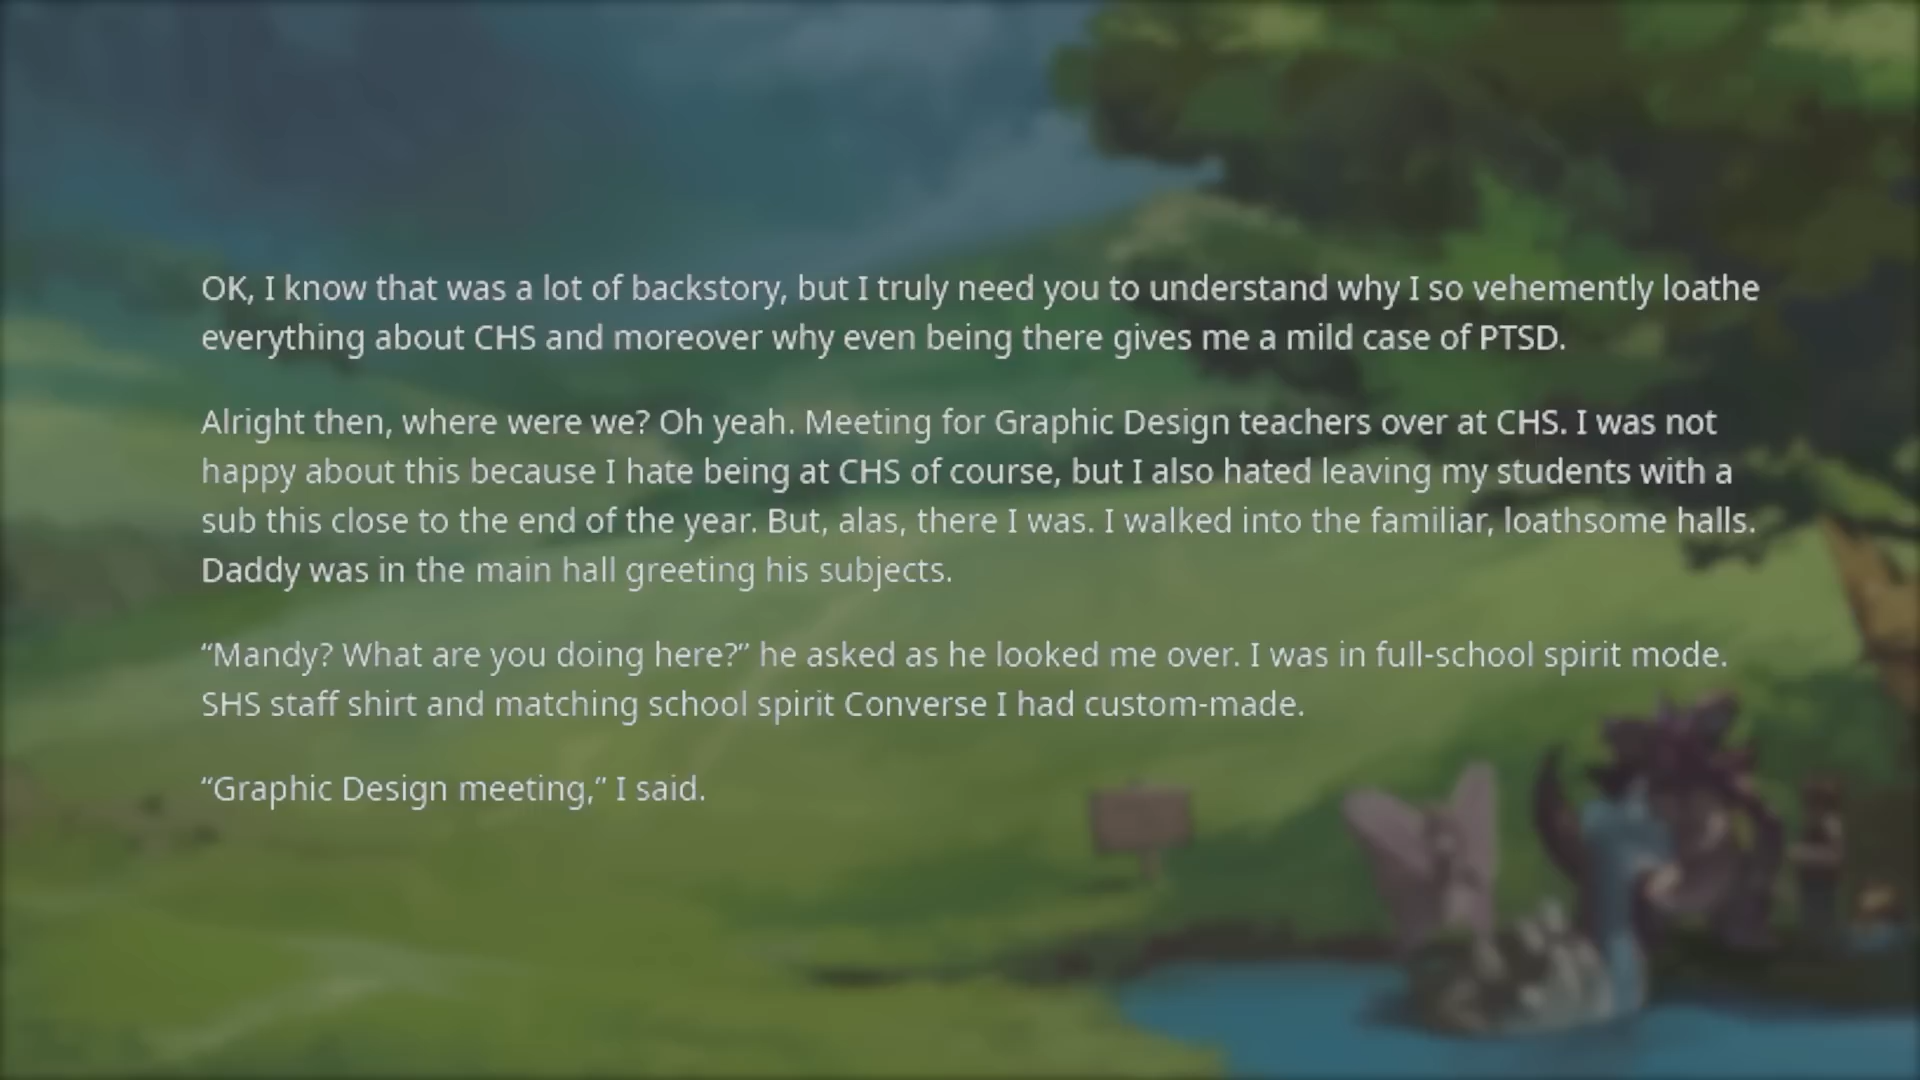 OK, I know that was a lot of backstory, but I truly need you to understand why I so vehemently loathe
everything about CHS and moreover why even being there gives me a mild case of PTSD.
Alright then, where were we? Oh yeah. Meeting for Graphic Design teachers over at CHS. I was not
happy about this because I hate being at CHS of course, but I also hated leaving my students with a
sub this close to the end of the year. But, alas, there I was. I walked into the familiar, loathsome halls.
Daddy was in the main hall greeting his subjects.
“Mandy? What are you doing here?” he asked as he looked me over. I was in full-school spirit mode.
SHS staff shirt and matching school spirit Converse I had custom-made.
“Graphic Design meeting,” I said.